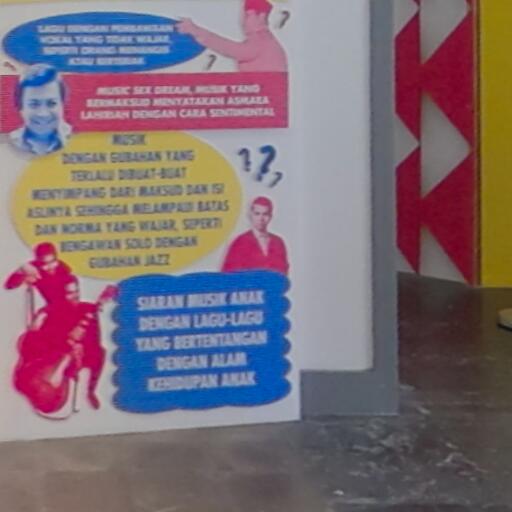 LAGU DENGAN PEMBAWAAN
VOKAL YANG TIDAK WAJAR,
SEPERTI ORANG MENANGIS
ATAU BERTERIAK
?
?
MUSIC SEX DREAM, MUSIK YANG
BERMAKSUD MENYATAKAN ASMARA
LAHIRIAH DENGAN CARA SENTIMENTAL
MUSIK
DENGAN GUBAHAN YANG
TERLALU DIBUAT-BUAT
MENYIMPANG DARI MAKSUD DAN ISI
ASLINYA SEHINGGA MELAMPAUI BATAS
DAN NORMA YANG WAJAR, SEPERTI
BENGAWAN SOLO DENGAN
GUBAHAN JAZZ
???
SIARAN MUSIK ANAK
DENGAN LAGU-LAGU
YANG BERTENTANGAN
DENGAN ALAM
KEHIDUPAN ANAK